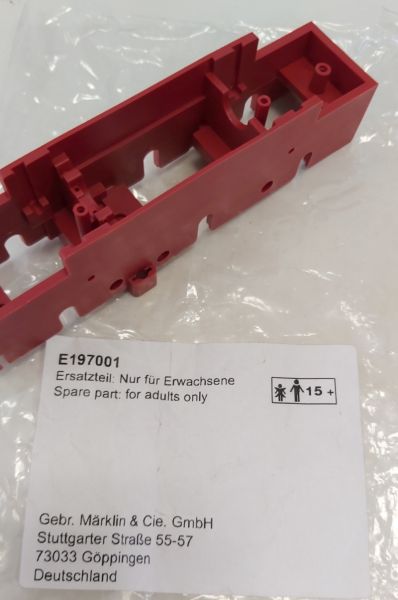 E197001
Ersatzteil: Nur für Erwachsene
Spare part: for adults only
15 +
Gebr. Märklin & Cie. GmbH
Stuttgarter Straße 55-57
73033 Göppingen
Deutschland